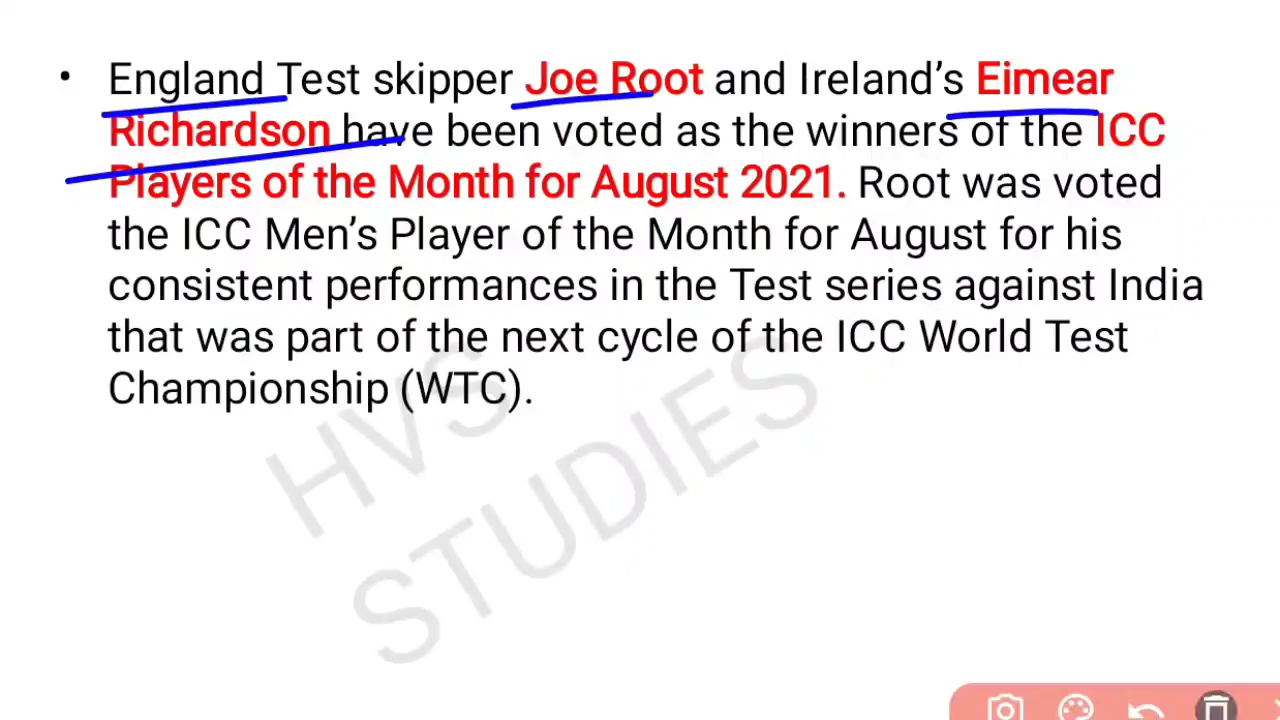 • England Test skipper Joe Root and Ireland’s Eimear
Richardson have been voted as the winners of the ICC
Players of the Month for August 2021. Root was voted
the ICC Men’s Player of the Month for August for his
consistent performances in the Test series against India
that was part of the next cycle of the ICC World Test
Championship (WTC).
HVS
STUDIES